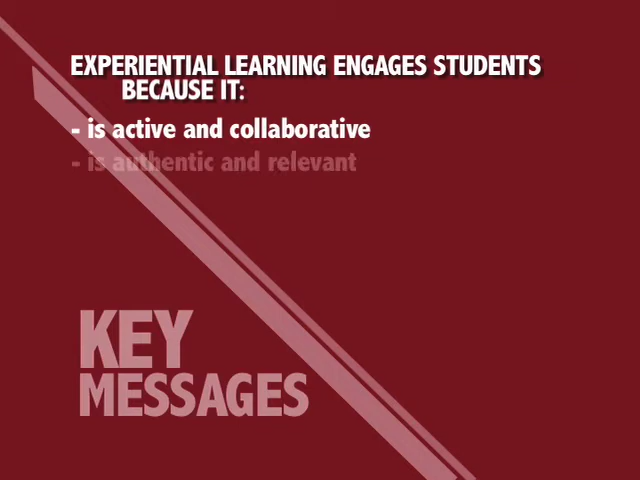 EXPERIENTIAL LEARNING ENGAGES STUDENTS
BECAUSE IT:
- is active and collaborative
- is authentic and relevant
KEY
MESSAGES